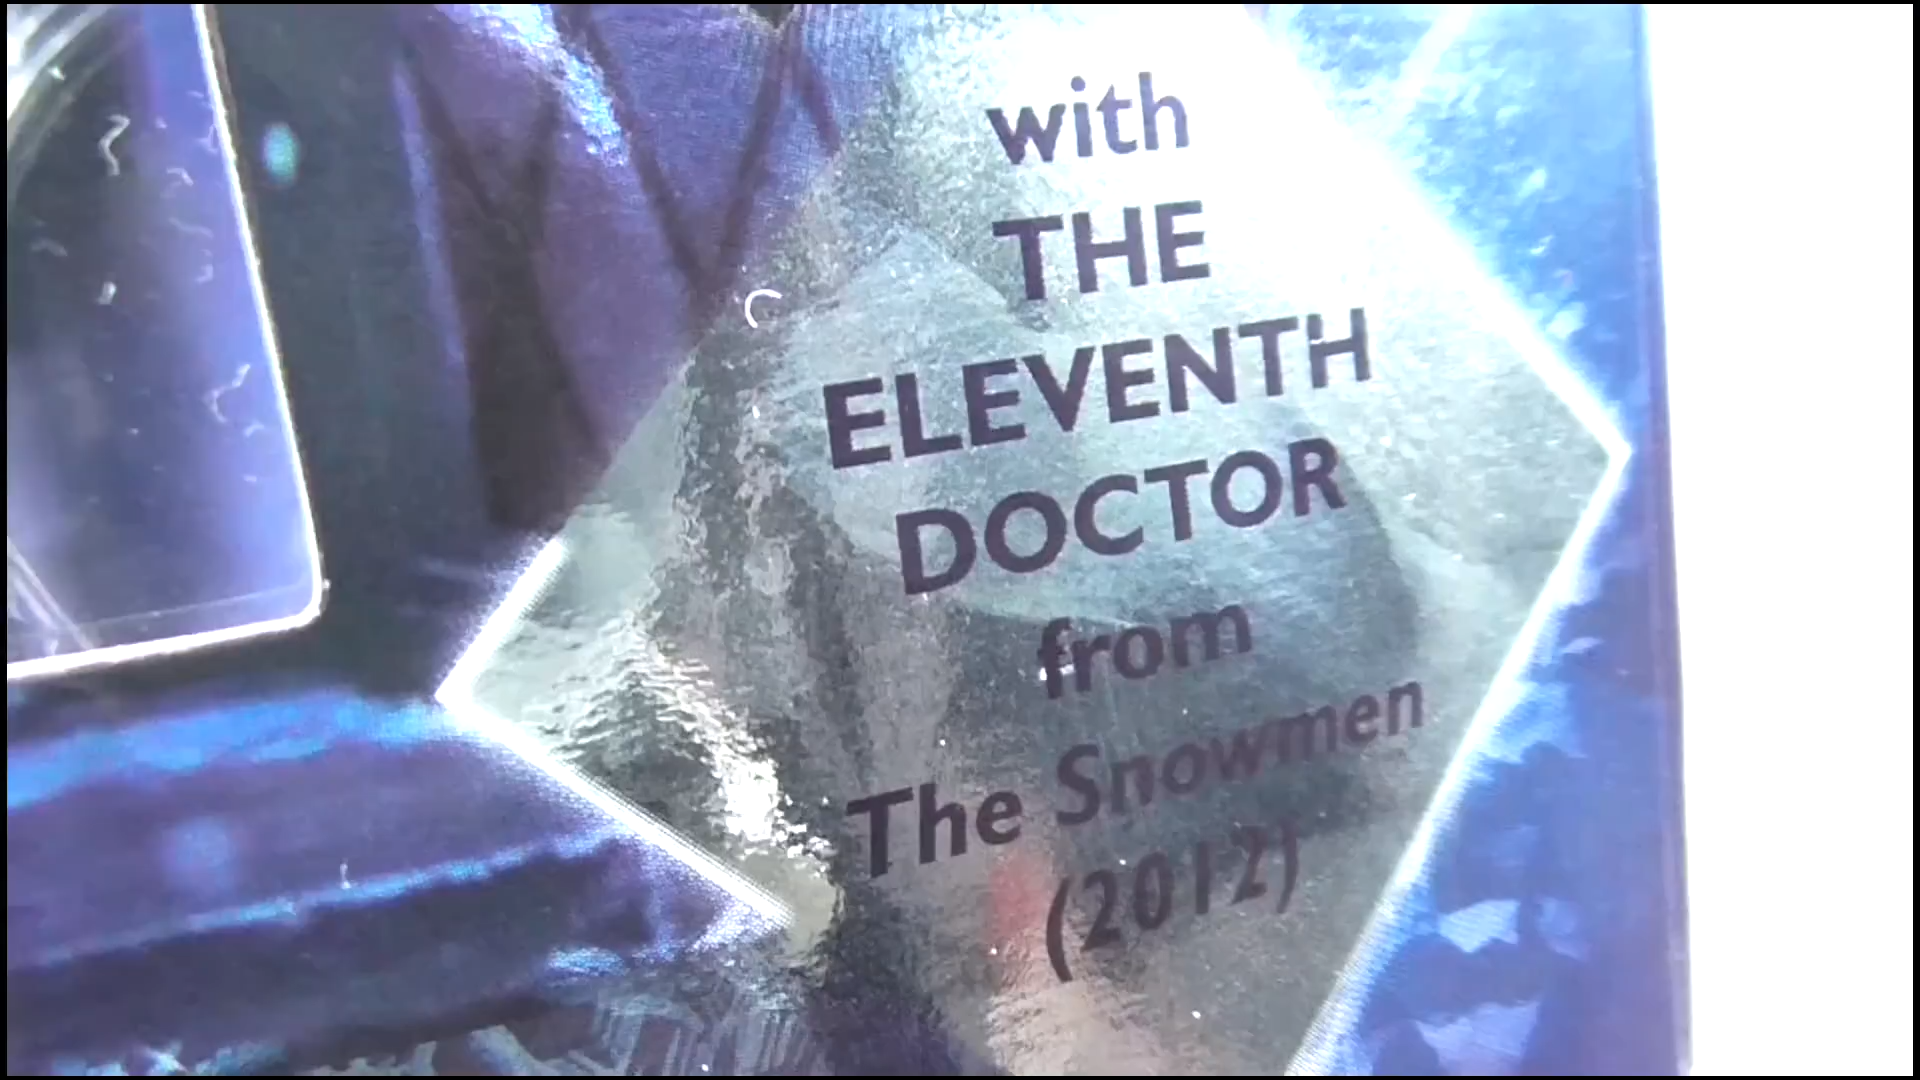 with
THE
ELEVENTH
DOCTOR
from
The Snowmen
(2012)